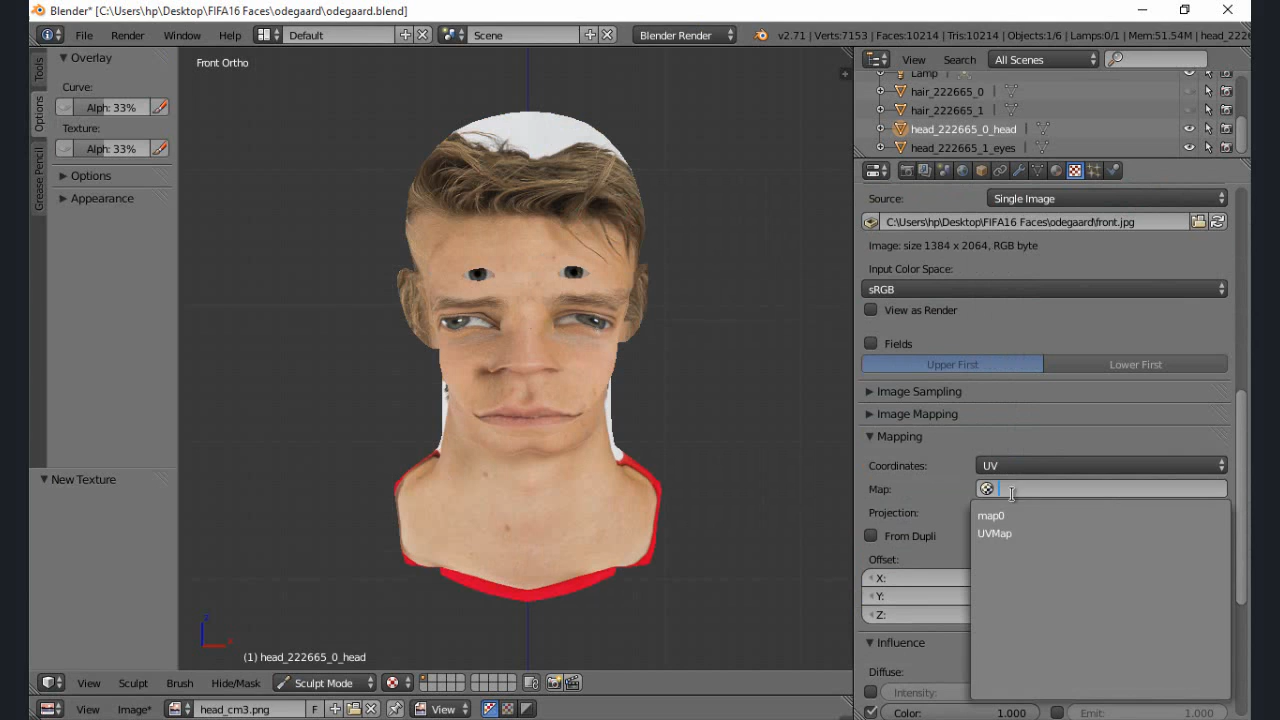 Blender* [C:\Users\hp\Desktop\FIFA16 Faces\odegaard\odegaard.blend]
File Render Window Help Default Scene Blender Render v2.71 | Verts:7153 | Faces:10214 | Tris:10214 | Objects:1/6 | Lamps:0/1 | Mem:51.54M | head_222
Tools
Options
Grease Pencil
Overlay
Curve:
Alph: 33%
Texture:
Alph: 33%
Options
Appearance
New Texture
Front Ortho
(1) head_222665_0_head
View Search All Scenes
Lamp
hair_222665_0
hair_222665_1
head_222665_0_head
head_222665_1_eyes
Source: Single Image
C:\Users\hp\Desktop\FIFA16 Faces\odegaard\front.jpg
Image: size 1384 x 2064, RGB byte
Input Color Space:
sRGB
View as Render
Fields
Upper First Lower First
Image Sampling
Image Mapping
Mapping
Coordinates: UV
Map:
map0
UVMap
Projection:
From Dupli
Offset:
X:
Y:
Z:
Influence
Diffuse:
Intensity:
Color: 1.000 Emit: 1.000
View Sculpt Brush Hide/Mask Sculpt Mode
View Image* head_cm3.png F View